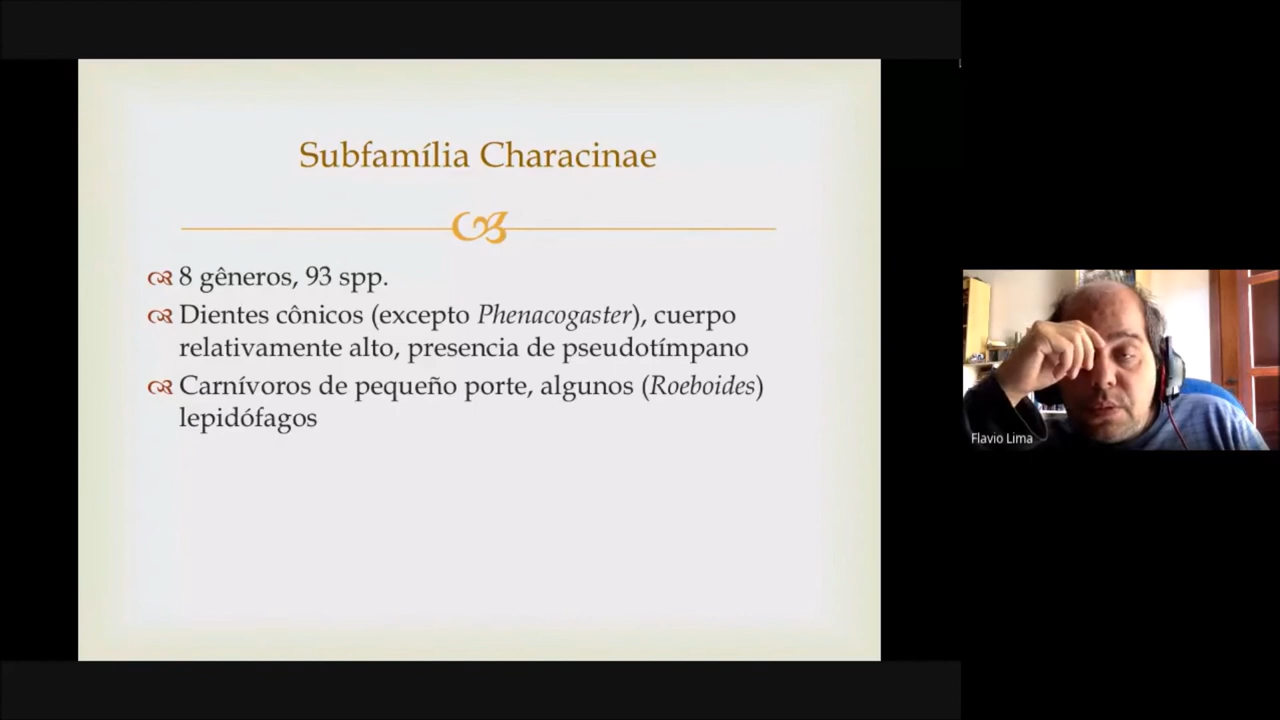 Subfamília Characinae
8 gêneros, 93 spp.
Dientes cônicos (excepto Phenacogaster), cuerpo
relativamente alto, presencia de pseudotímpano
Carnívoros de pequeño porte, algunos (Roeboides)
lepidófagos
Flavio Lima